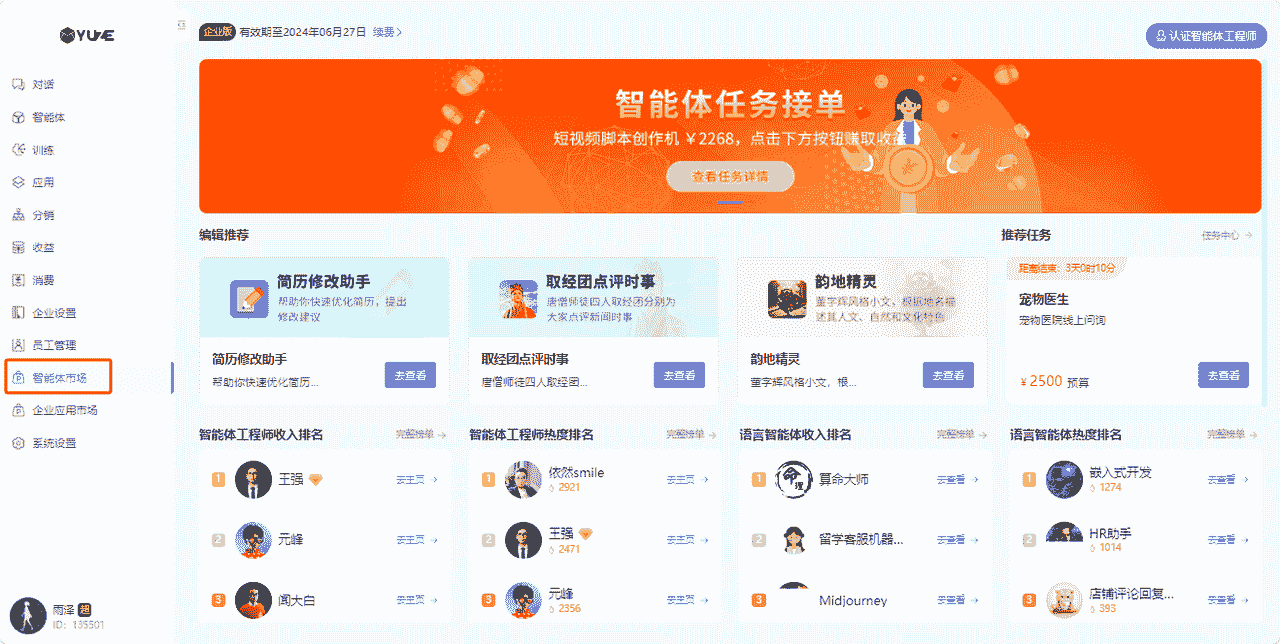 YUZE
对话
智能体
训练
应用
分销
收益
消费
企业设置
员工管理
智能体市场
企业应用市场
系统设置
雨泽 超
ID: 135501
企业版 有效期至2024年06月27日 续费
认证智能体工程师
智能体任务接单
短视频脚本创作机 ￥2268，点击下方按钮赚取收益
查看任务详情
编辑推荐
简历修改助手
帮助你快速优化简历，提出
修改建议
简历修改助手
帮助你快速优化简历...
去查看
取经团点评时事
唐僧师徒四人取经团分别为
大家点评新闻时事
取经团点评时事
唐僧师徒四人取经团...
去查看
韵地精灵
董宇辉风格小文，根据地名描
述其人文、自然和文化特色
韵地精灵
董宇辉风格小文，根...
去查看
推荐任务
任务中心
距离结束：3天0时10分
宠物医生
宠物医院线上问询
￥2500 预算
去查看
智能体工程师收入排名
完整榜单
1 王强 去主页
2 元峰 去主页
3 闻大白 去主页
智能体工程师热度排名
完整榜单
1 依然smile 去主页
2921
2 王强 去主页
2471
3 元峰 去主页
2356
语言智能体收入排名
完整榜单
1 命理 算命大师 去查看
2 留学客服机器... 去查看
3 Midjourney 去查看
语言智能体热度排名
完整榜单
1 嵌入式开发 去查看
1274
2 HR助手 去查看
1014
3 店铺评论回复... 去查看
393